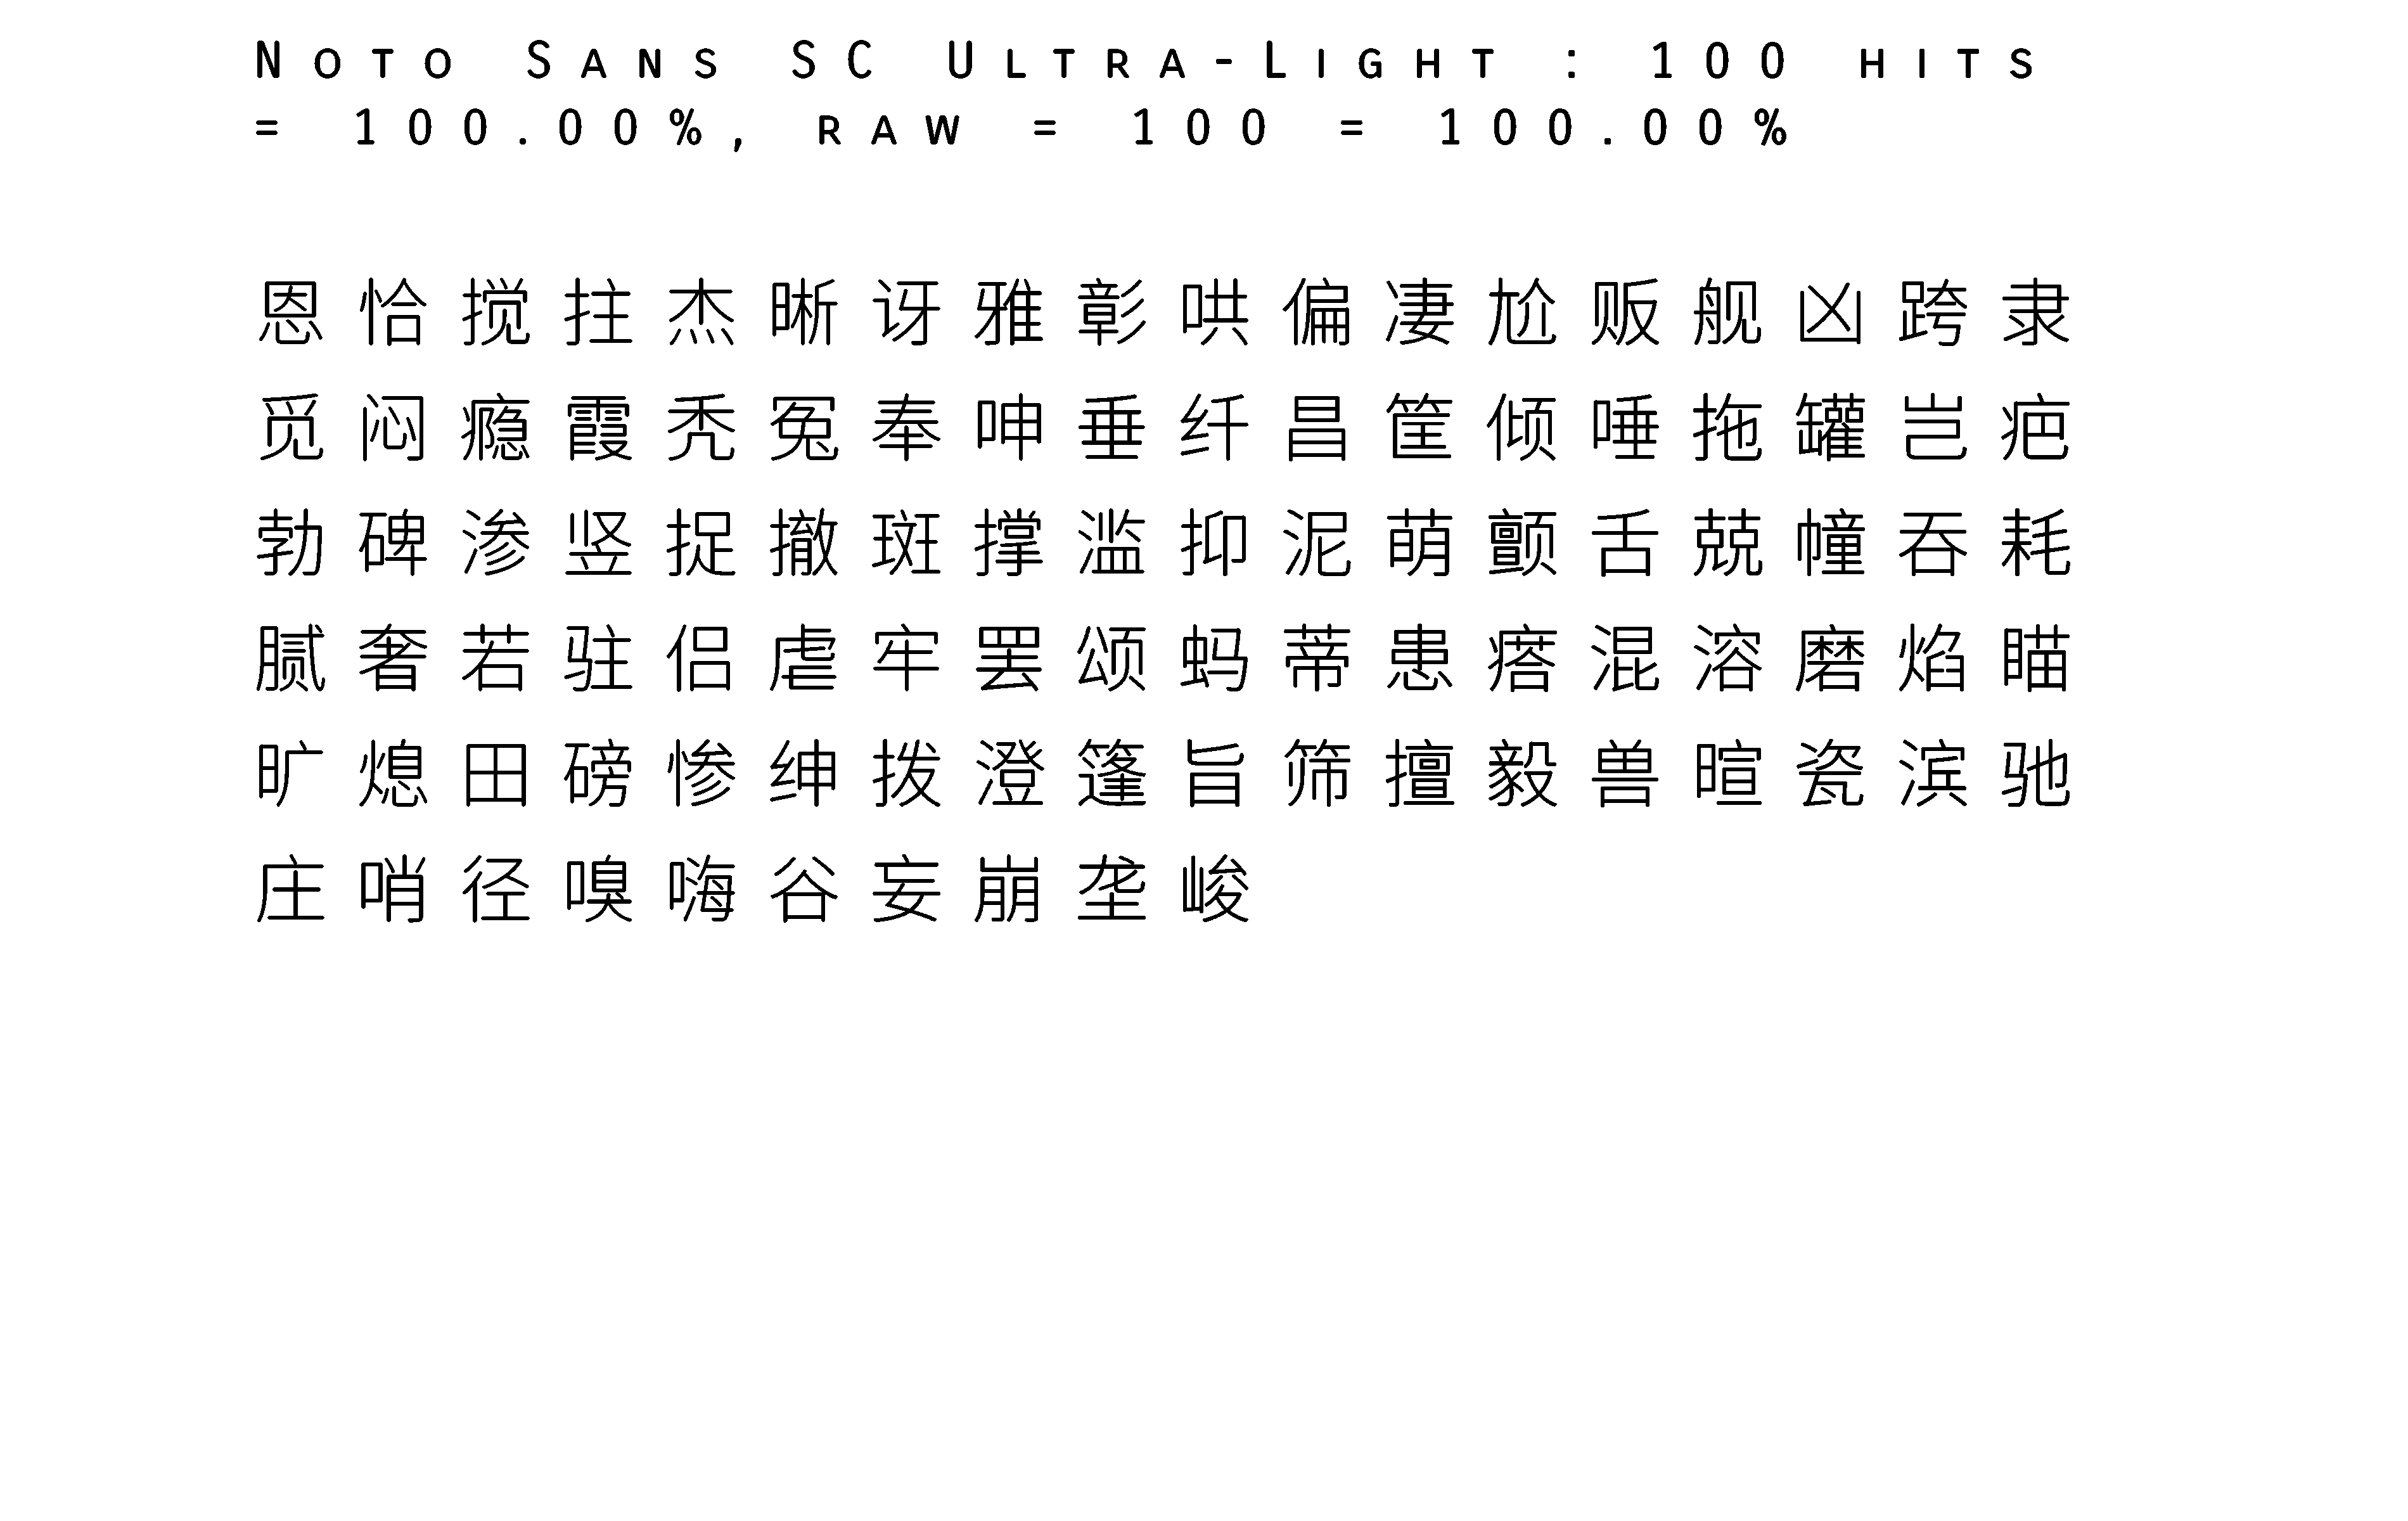 Noto Sans SC Ultra-Light : 100 hits
= 100.00%, raw = 100 = 100.00%
恩恰搅拄杰晰讶雅彰哄偏凄尬贩舰凶跨隶
觅闷瘾霞秃冤奉呻垂纤昌筐倾唾拖罐岂疤
勃碑渗竖捉撤斑撑滥抑泥萌颤舌兢幢吞耗
腻奢若驻侣虐牢罢颂蚂蒂患瘩混溶磨焰瞄
旷熄田磅惨绅拨澄篷旨筛擅毅兽暄瓷滨驰
庄哨径嗅嗨谷妄崩垄峻